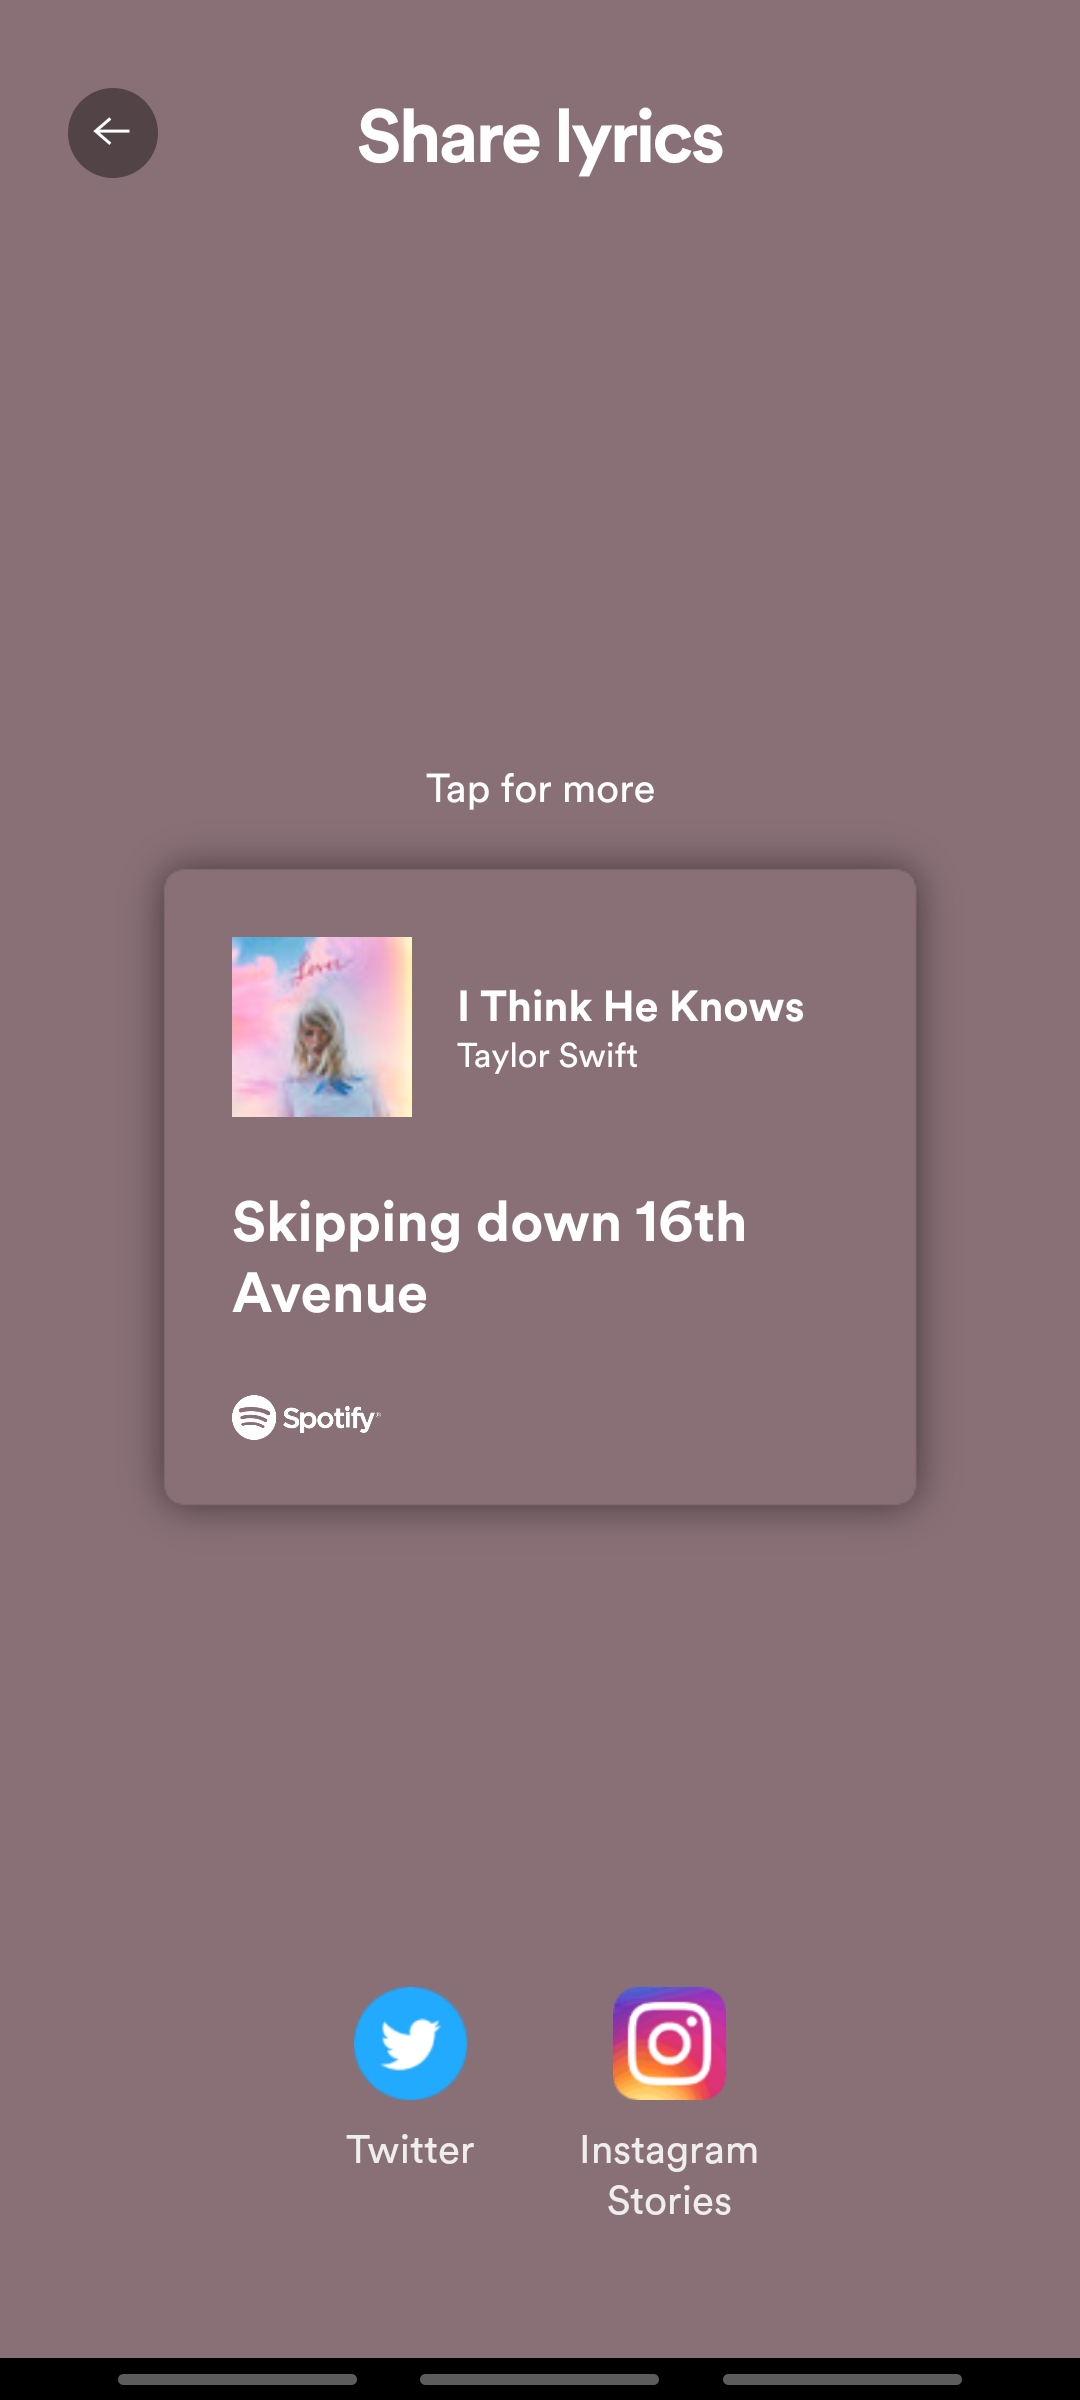 Share lyrics
Tap for more
Lover
I Think He Knows
Taylor Swift
Skipping down 16th
Avenue
Spotify
Twitter
Instagram
Stories